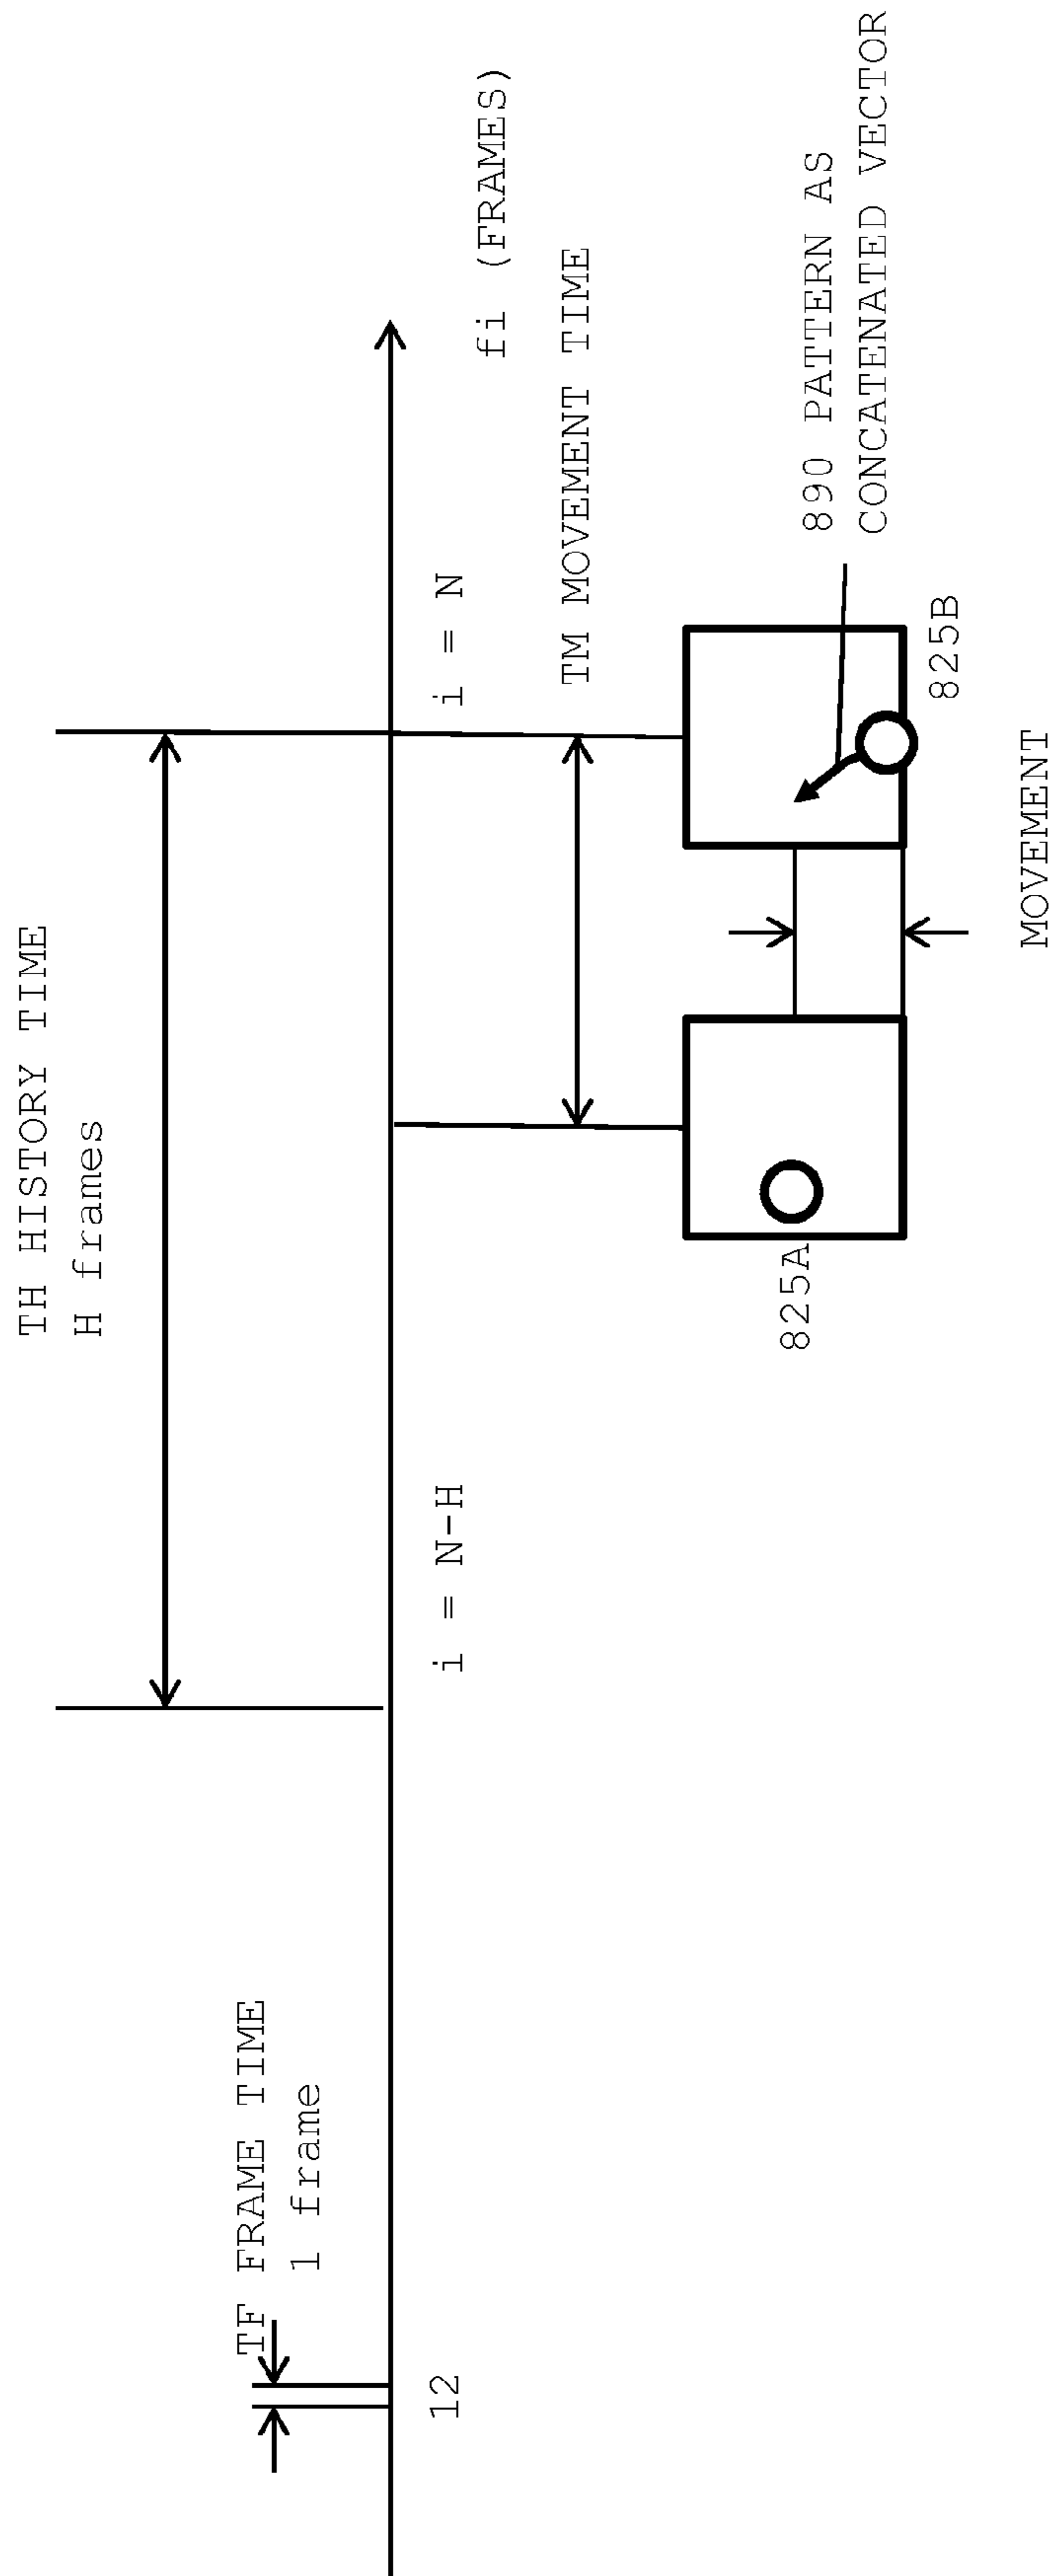 TH HISTORY TIME
H frames
TF FRAME TIME
1 frame
12
i = N-H
i = N
fi (FRAMES)
TM MOVEMENT TIME
825A
890 PATTERN AS
CONCATENATED VECTOR
825B
MOVEMENT